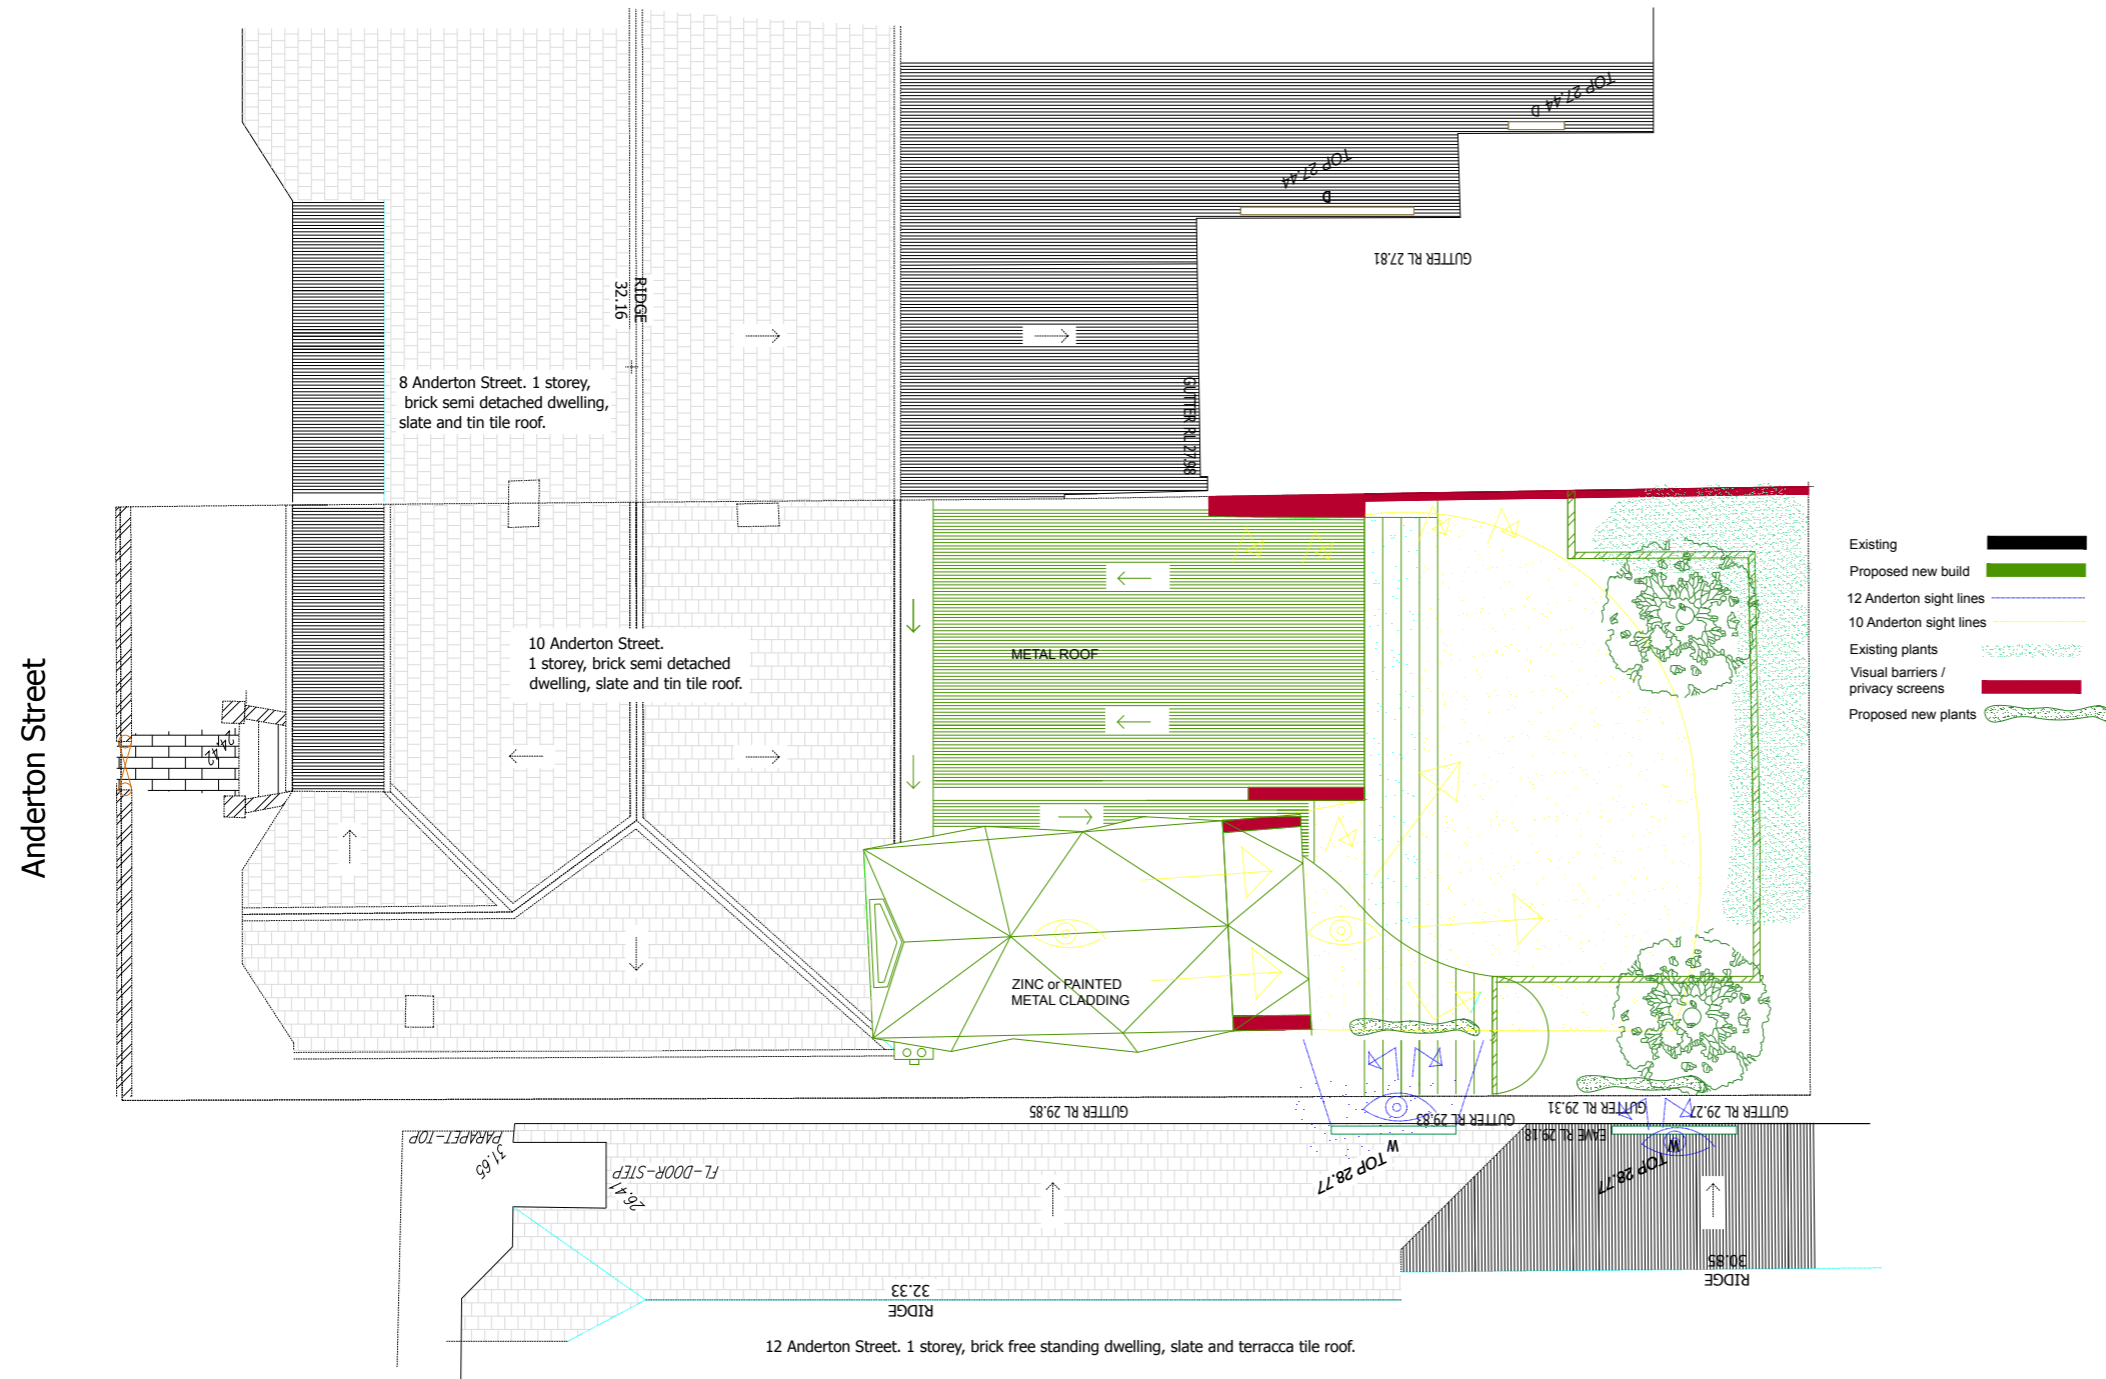 TOP 27.44 D
TOP 27.44
D
GUTTER RL 27.81
RIDGE
32.16
8 Anderton Street. 1 storey,
brick semi detached dwelling,
slate and tin tile roof.
GUTTER RL 27.98
Existing
Proposed new build
12 Anderton sight lines
10 Anderton sight lines
Existing plants
Visual barriers /
privacy screens
Proposed new plants
10 Anderton Street.
1 storey, brick semi detached
dwelling, slate and tin tile roof.
METAL ROOF
Anderton Street
ZINC or PAINTED
METAL CLADDING
GUTTER RL 29.85
GUTTER RL 29.83
GUTTER RL 29.31
GUTTER RL 29.27
EAVE RL 29.18
PARAPET-TOP
31.65
FL-DOOR-STEP
26.41
W
TOP 28.77
W
TOP 28.77
32.33
RIDGE
30.85
RIDGE
12 Anderton Street. 1 storey, brick free standing dwelling, slate and terracca tile roof.